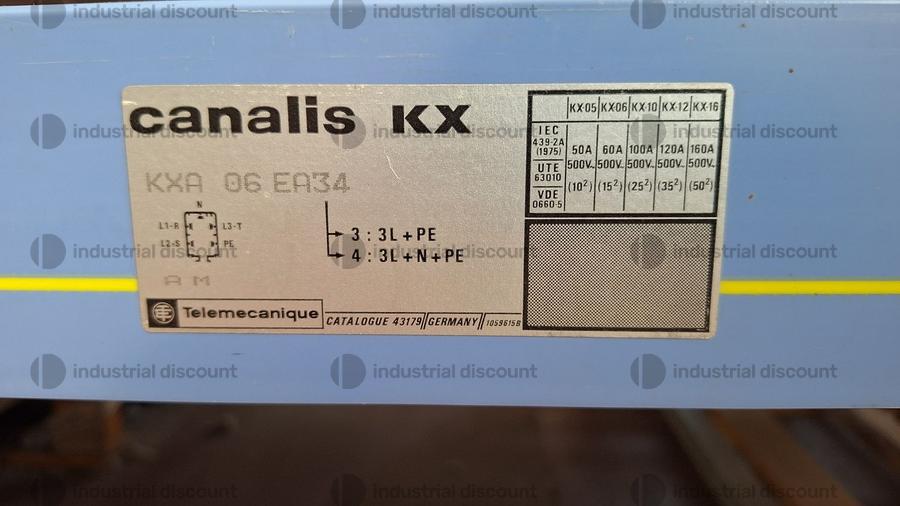 canalis KX
KXA 06 EA34
N
L1-R L3-T
L2-S PE
3 : 3L + PE
4 : 3L + N + PE
A M
Telemecanique
CATALOGUE 43179 GERMANY 1059615B
KX-05 KX-06 KX-10 KX-12 KX-16
IEC 439-2A (1975)
UTE 63010
VDE 0660-5
50A 60A 100A 120A 160A
500V~ 500V~ 500V~ 500V~ 500V~
(10²) (15²) (25²) (35²) (50²)
industrial discount